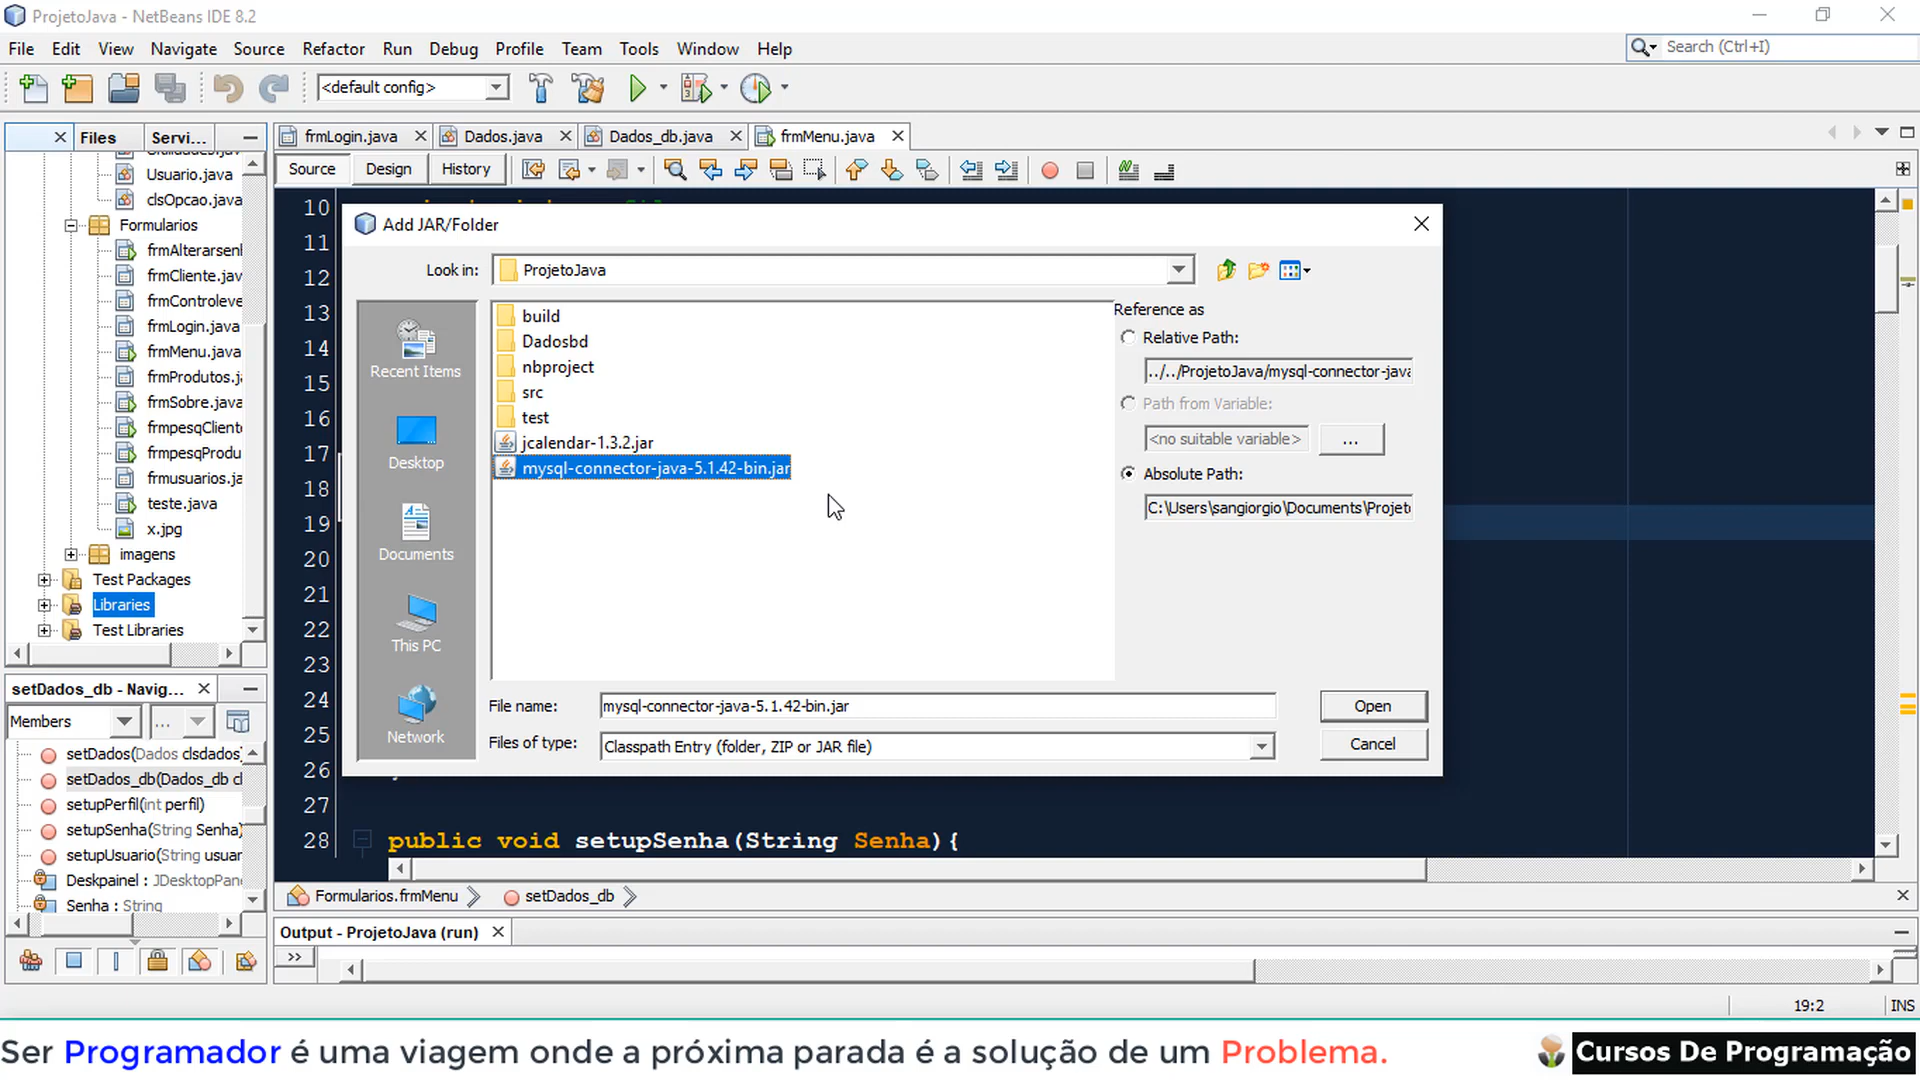 ProjetoJava - NetBeans IDE 8.2
File Edit View Navigate Source Refactor Run Debug Profile Team Tools Window Help
Search (Ctrl+I)
<default config>
Files Servi...
frmLogin.java Dados.java Dados_db.java frmMenu.java
Source Design History
Usuario.java
clsOpcao.java
Formularios
frmAlterarsenh
frmCliente.jav
frmControleve
frmLogin.java
frmMenu.java
frmProdutos.ja
frmSobre.java
frmpesqCliente
frmpesqProdu
frmusuarios.ja
teste.java
x.jpg
imagens
Test Packages
Libraries
Test Libraries
10
11
12
13
14
15
16
17
18
19
20
21
22
23
24
25
26
27
28 public void setupSenha(String Senha){
Add JAR/Folder
Look in: ProjetoJava
Recent Items
Desktop
Documents
This PC
Network
build
Dadosbd
nbproject
src
test
jcalendar-1.3.2.jar
mysql-connector-java-5.1.42-bin.jar
Reference as
Relative Path:
../../ProjetoJava/mysql-connector-java
Path from Variable:
<no suitable variable> ...
Absolute Path:
C:\Users\sangiorgio\Documents\Projeto
File name: mysql-connector-java-5.1.42-bin.jar Open
Files of type: Classpath Entry (folder, ZIP or JAR file) Cancel
setDados_db - Navig...
Members ...
setDados(Dados clsdados)
setDados_db(Dados_db cl
setupPerfil(int perfil)
setupSenha(String Senha)
setupUsuario(String usuar
Deskpainel : JDesktopPane
Senha : String
Formularios.frmMenu setDados_db
Output - ProjetoJava (run)
>>
19:2 INS
Ser Programador é uma viagem onde a próxima parada é a solução de um Problema.
Cursos De Programação